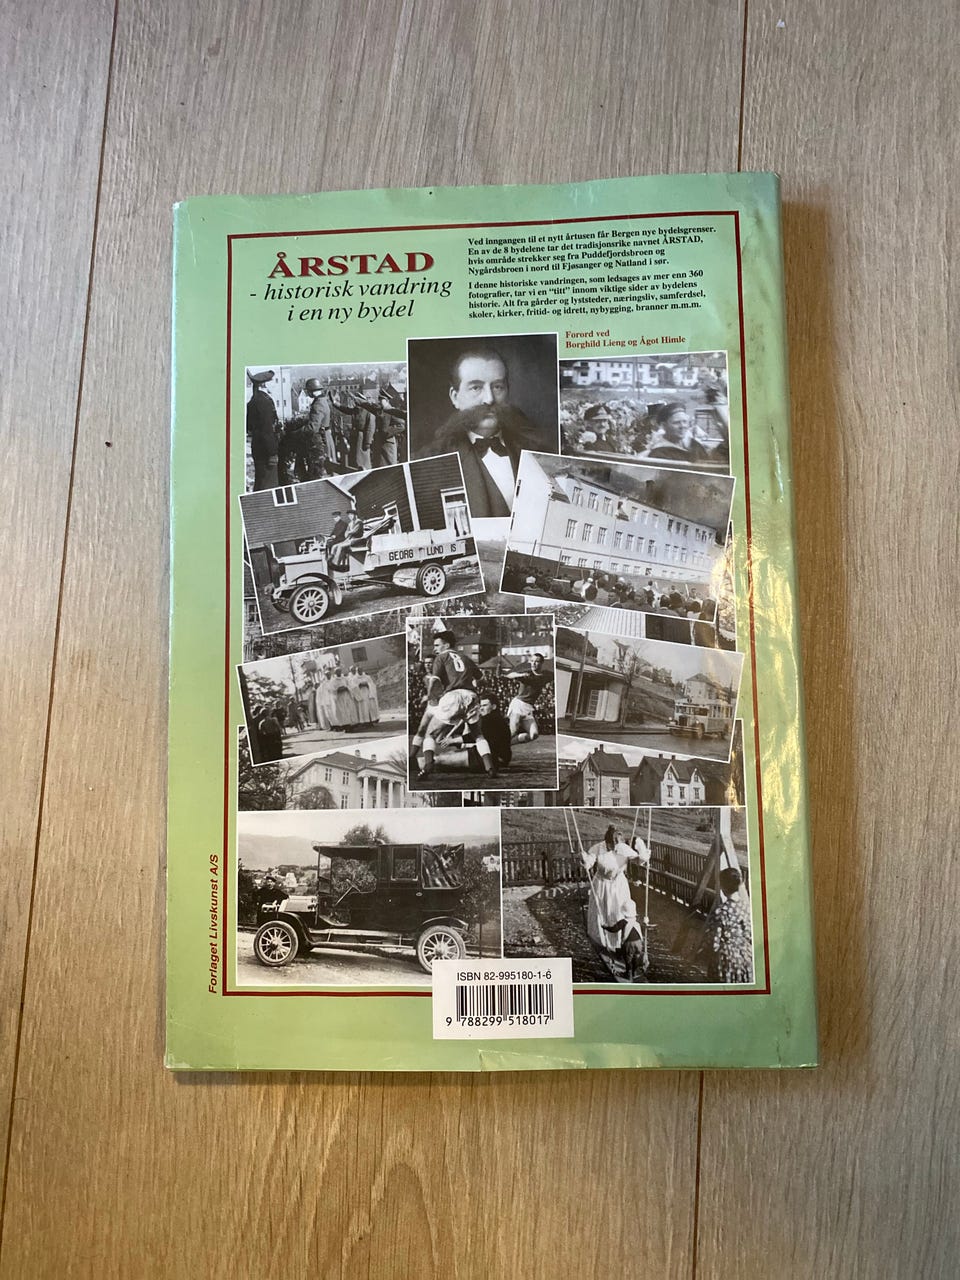 ÅRSTAD
- historisk vandring
i en ny bydel
Ved inngangen til et nytt årtusen får Bergen nye bydelsgrenser.
En av de 8 bydelene tar det tradisjonsrike navnet ÅRSTAD,
hvis område strekker seg fra Puddefjordsbroen og
Nygårdsbroen i nord til Fjøsanger og Natland i sør.
I denne historiske vandringen, som ledsages av mer enn 360
fotografier, tar vi en "titt" innom viktige sider av bydelens
historie. Alt fra gårder og lyststeder, næringsliv, samferdsel,
skoler, kirker, fritid- og idrett, nybygging, branner m.m.m.
Forord ved
Borghild Lieng og Ågot Himle
GEORG LUND IS
8
Forlaget Livskunst A/S
ISBN 82-995180-1-6
9 788299 518017